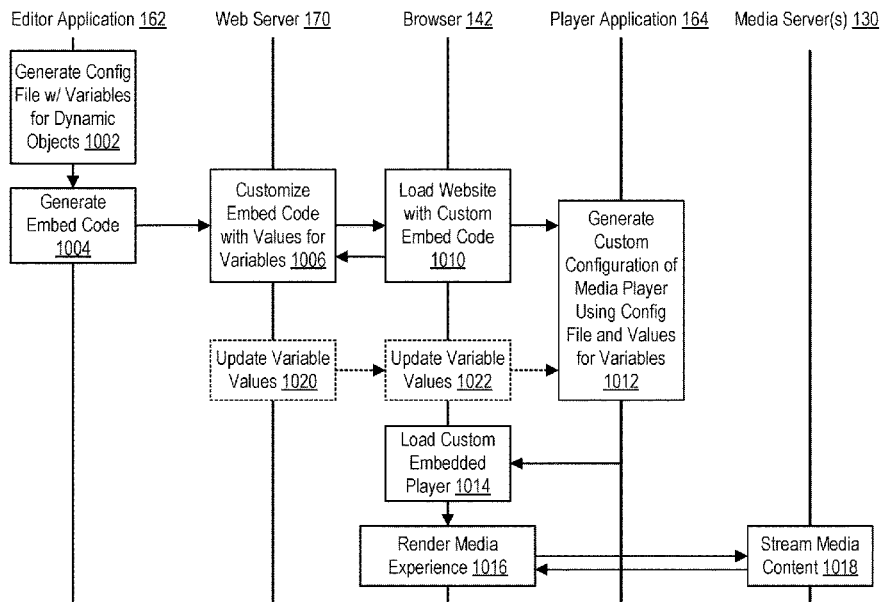 Editor Application 162
Web Server 170
Browser 142
Player Application 164
Media Server(s) 130
Generate Config
File w/ Variables
for Dynamic
Objects 1002
Generate
Embed Code
1004
Customize
Embed Code
with Values for
Variables 1006
Load Website
with Custom
Embed Code
1010
Generate
Custom
Configuration of
Media Player
Using Config
File and Values
for Variables
1012
Update Variable
Values 1020
Update Variable
Values 1022
Load Custom
Embedded
Player 1014
Render Media
Experience 1016
Stream Media
Content 1018